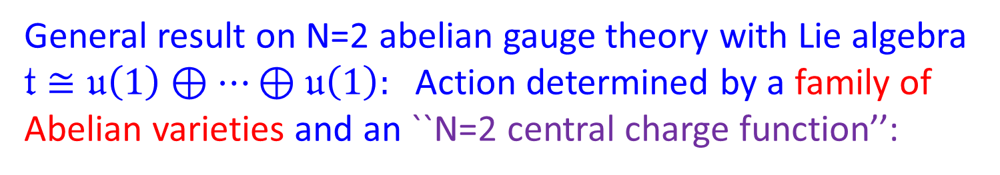 General result on N=2 abelian gauge theory with Lie algebra
𝔱 ≅ 𝔲(1) ⊕ ⋯ ⊕ 𝔲(1): Action determined by a family of
Abelian varieties and an ``N=2 central charge function’’: